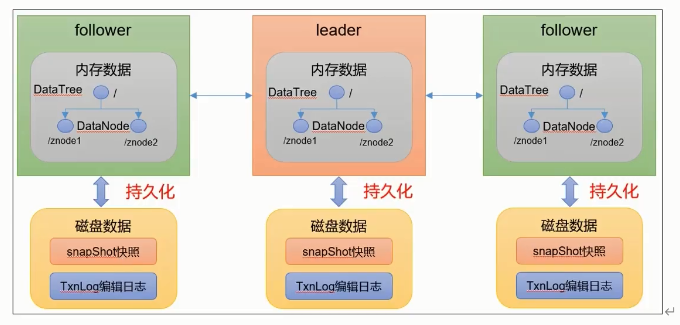 follower
内存数据
DataTree
/
DataNode
/znode1
/znode2
持久化
磁盘数据
snapShot快照
TxnLog编辑日志
leader
内存数据
DataTree
/
DataNode
/znode1
/znode2
持久化
磁盘数据
snapShot快照
TxnLog编辑日志
follower
内存数据
DataTree
/
DataNode
/znode1
/znode2
持久化
磁盘数据
snapShot快照
TxnLog编辑日志